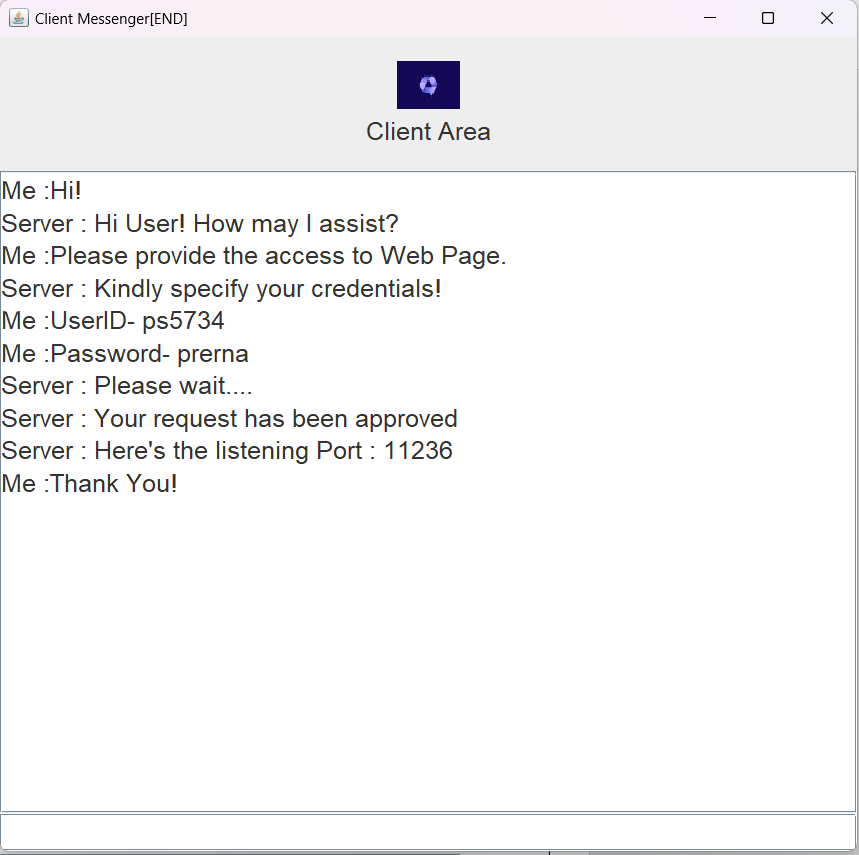 Client Messenger[END]
Client Area
Me :Hi!
Server : Hi User! How may I assist?
Me :Please provide the access to Web Page.
Server : Kindly specify your credentials!
Me :UserID- ps5734
Me :Password- prerna
Server : Please wait....
Server : Your request has been approved
Server : Here's the listening Port : 11236
Me :Thank You!